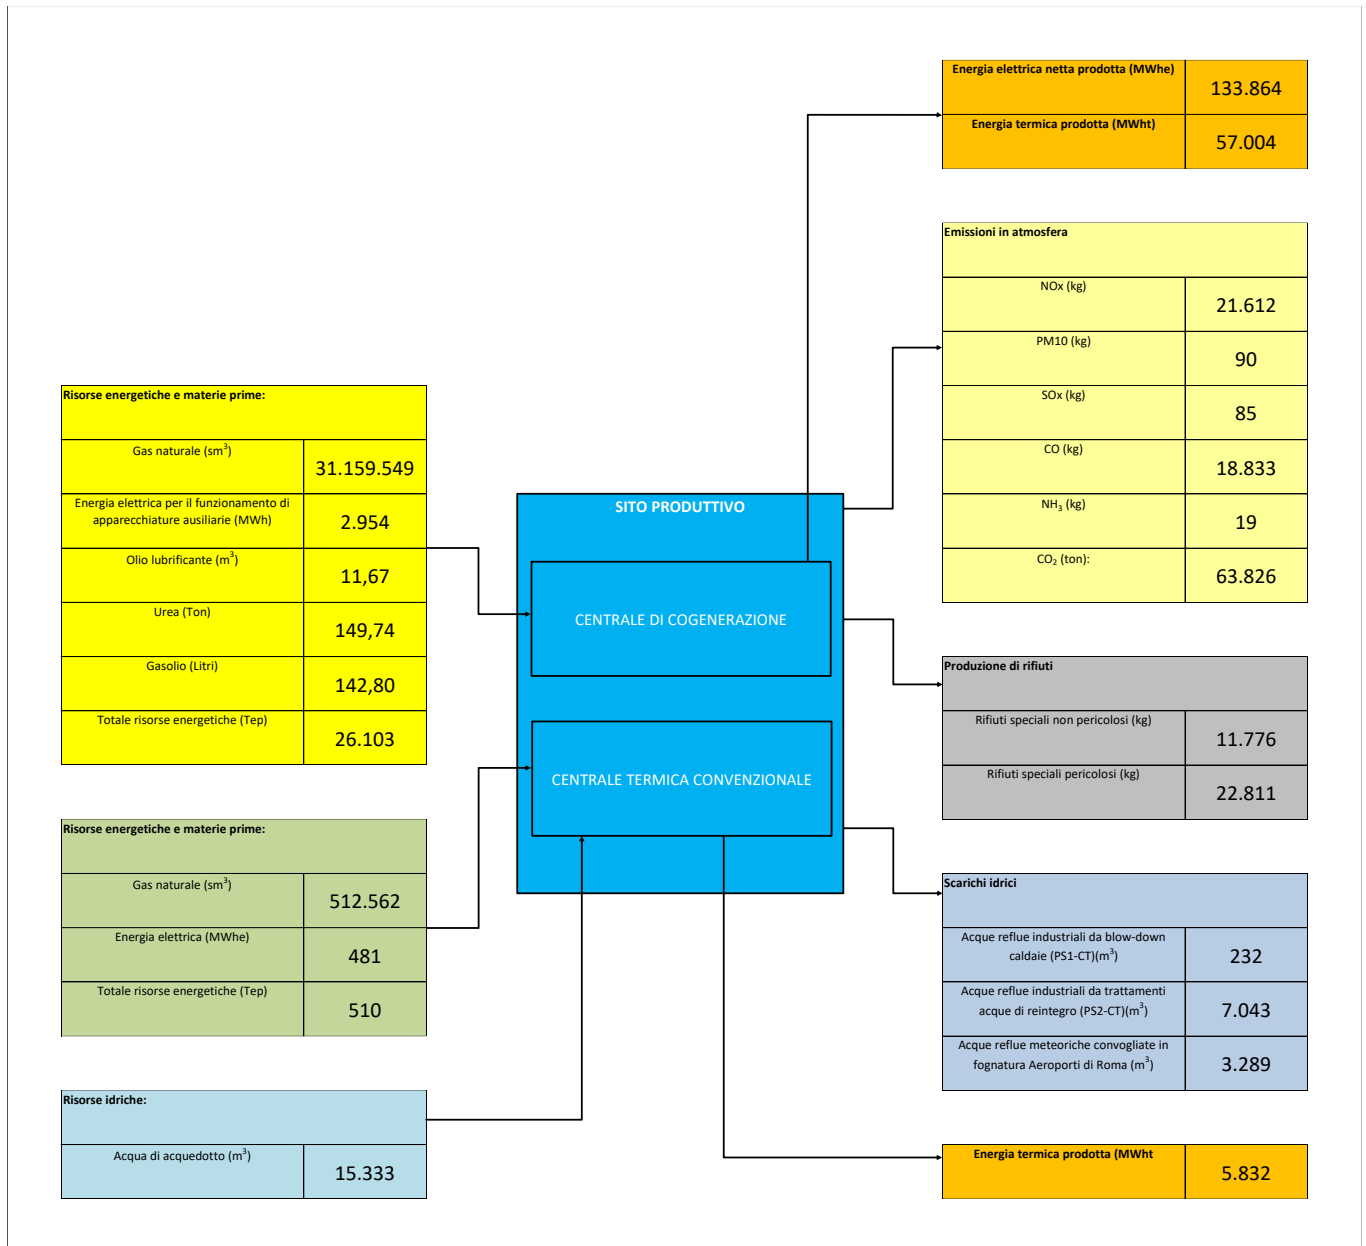 Energia elettrica netta prodotta (MWhe)
133.864
Energia termica prodotta (MWht)
57.004
Emissioni in atmosfera
NOx (kg)
21.612
PM10 (kg)
90
SOx (kg)
85
CO (kg)
18.833
NH₃ (kg)
19
CO₂ (ton):
63.826
Risorse energetiche e materie prime:
Gas naturale (sm³)
31.159.549
Energia elettrica per il funzionamento di
apparecchiature ausiliarie (MWh)
2.954
Olio lubrificante (m³)
11,67
Urea (Ton)
149,74
Gasolio (Litri)
142,80
Totale risorse energetiche (Tep)
26.103
SITO PRODUTTIVO
CENTRALE DI COGENERAZIONE
CENTRALE TERMICA CONVENZIONALE
Produzione di rifiuti
Rifiuti speciali non pericolosi (kg)
11.776
Rifiuti speciali pericolosi (kg)
22.811
Risorse energetiche e materie prime:
Gas naturale (sm³)
512.562
Energia elettrica (MWhe)
481
Totale risorse energetiche (Tep)
510
Scarichi idrici
Acque reflue industriali da blow-down
caldaie (PS1-CT)(m³)
232
Acque reflue industriali da trattamenti
acque di reintegro (PS2-CT)(m³)
7.043
Acque reflue meteoriche convogliate in
fognatura Aeroporti di Roma (m³)
3.289
Risorse idriche:
Acqua di acquedotto (m³)
15.333
Energia termica prodotta (MWht
5.832